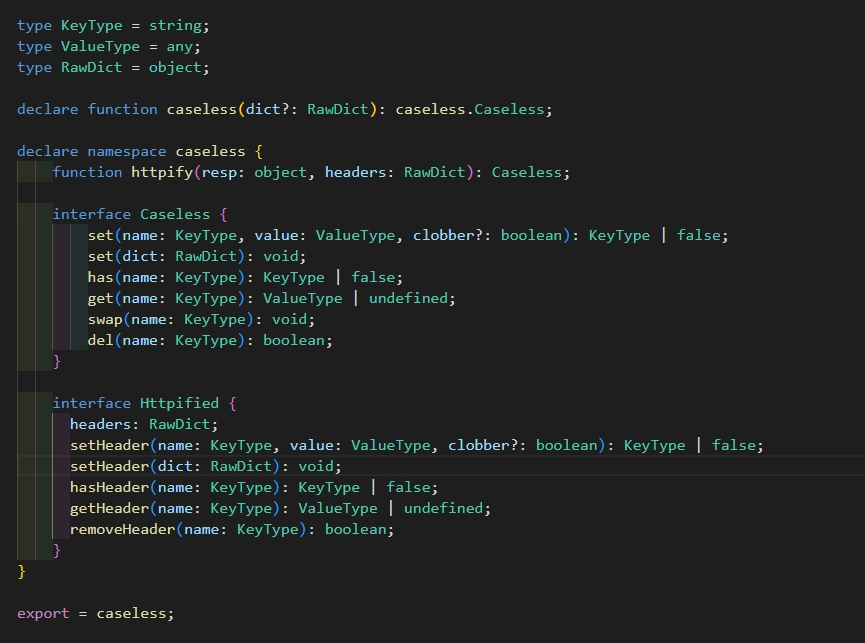 type KeyType = string;
type ValueType = any;
type RawDict = object;
declare function caseless(dict?: RawDict): caseless.Caseless;
declare namespace caseless {
function httpify(resp: object, headers: RawDict): Caseless;
interface Caseless {
set(name: KeyType, value: ValueType, clobber?: boolean): KeyType | false;
set(dict: RawDict): void;
has(name: KeyType): KeyType | false;
get(name: KeyType): ValueType | undefined;
swap(name: KeyType): void;
del(name: KeyType): boolean;
}
interface Httpified {
headers: RawDict;
setHeader(name: KeyType, value: ValueType, clobber?: boolean): KeyType | false;
setHeader(dict: RawDict): void;
hasHeader(name: KeyType): KeyType | false;
getHeader(name: KeyType): ValueType | undefined;
removeHeader(name: KeyType): boolean;
}
}
export = caseless;